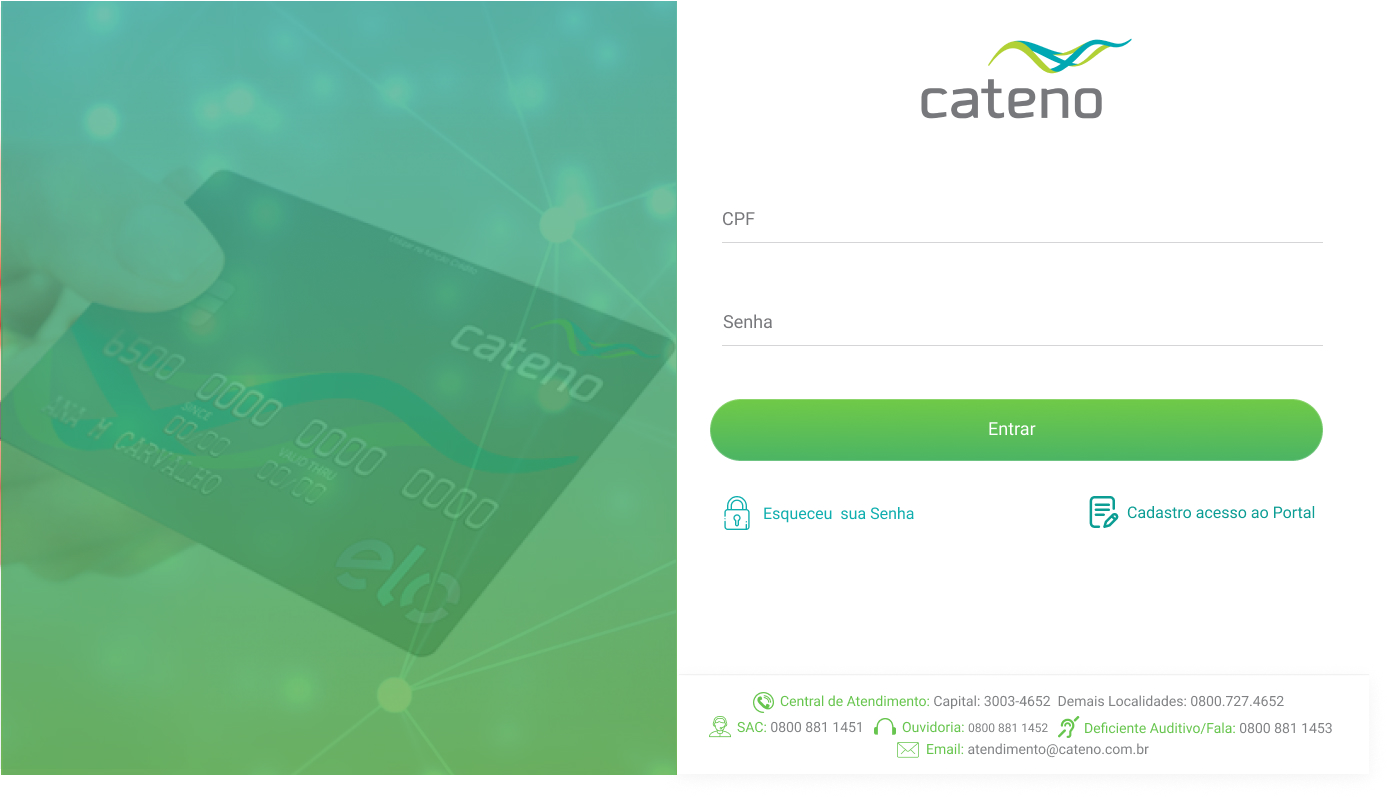 cateno
CPF
Senha
Entrar
Esqueceu sua Senha
Cadastro acesso ao Portal
Central de Atendimento: Capital: 3003-4652 Demais Localidades: 0800.727.4652
SAC: 0800 881 1451 Ouvidoria: 0800 881 1452 Deficiente Auditivo/Fala: 0800 881 1453
Email: atendimento@cateno.com.br
cateno
6500 0000 0000 0000
SINCE
00/00
VALID THRU
00/00
ANA M CARVALHO
elo